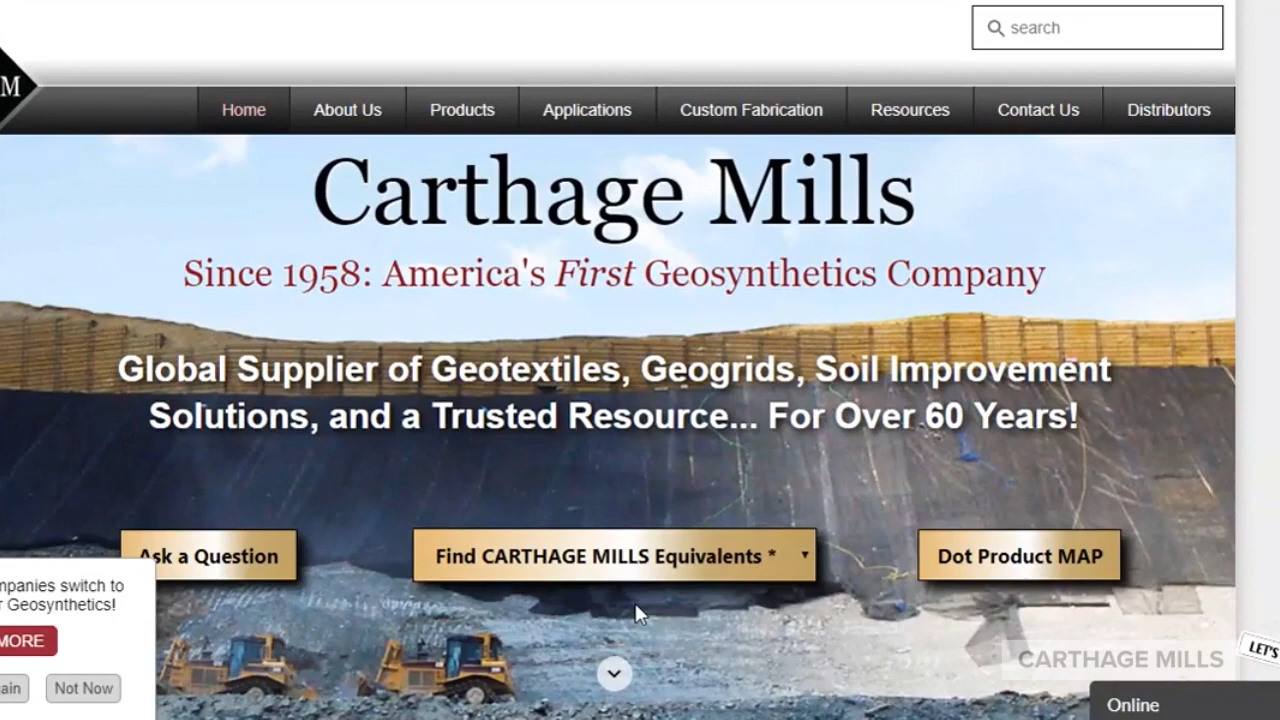 search
M
Home About Us Products Applications Custom Fabrication Resources Contact Us Distributors
Carthage Mills
Since 1958: America's First Geosynthetics Company
Global Supplier of Geotextiles, Geogrids, Soil Improvement
Solutions, and a Trusted Resource... For Over 60 Years!
Ask a Question
Find CARTHAGE MILLS Equivalents *
Dot Product MAP
mpanies switch to
r Geosynthetics!
MORE
ain
Not Now
CARTHAGE MILLS
LET'S
Online